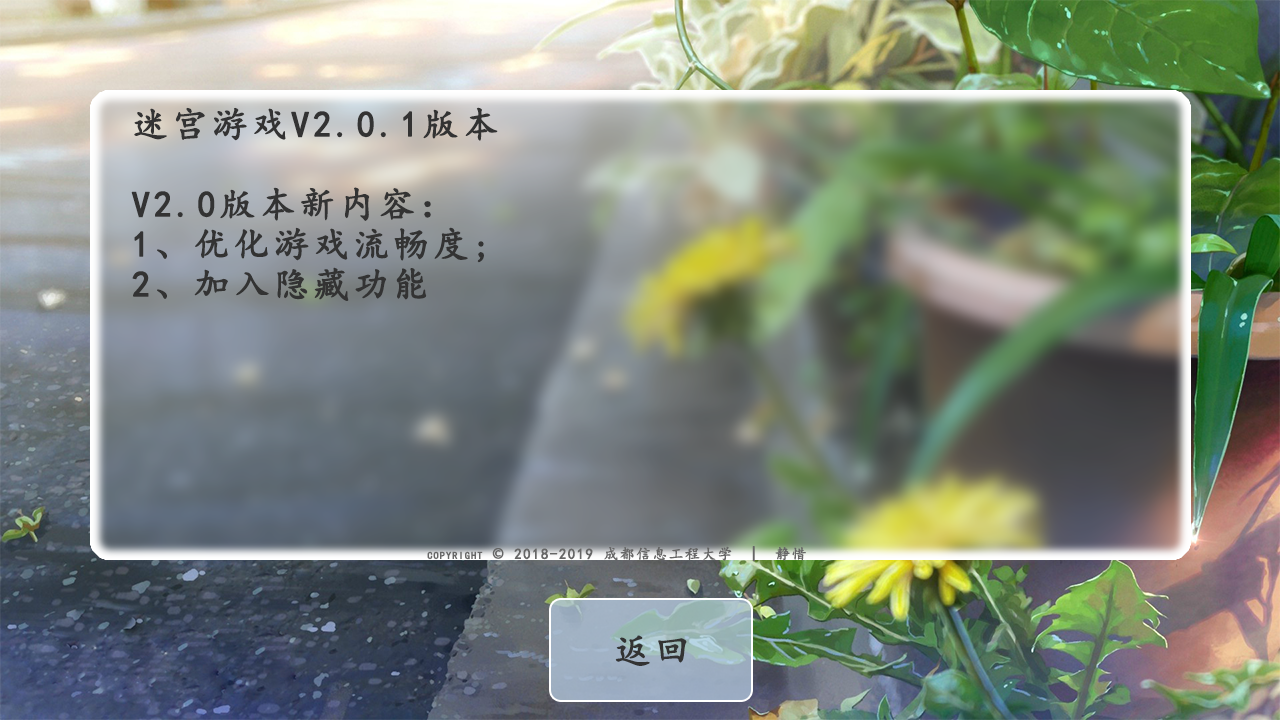 迷宫游戏V2.0.1版本
V2.0版本新内容：
1、优化游戏流畅度；
2、加入隐藏功能
COPYRIGHT © 2018-2019 成都信息工程大学 | 静惜
返回